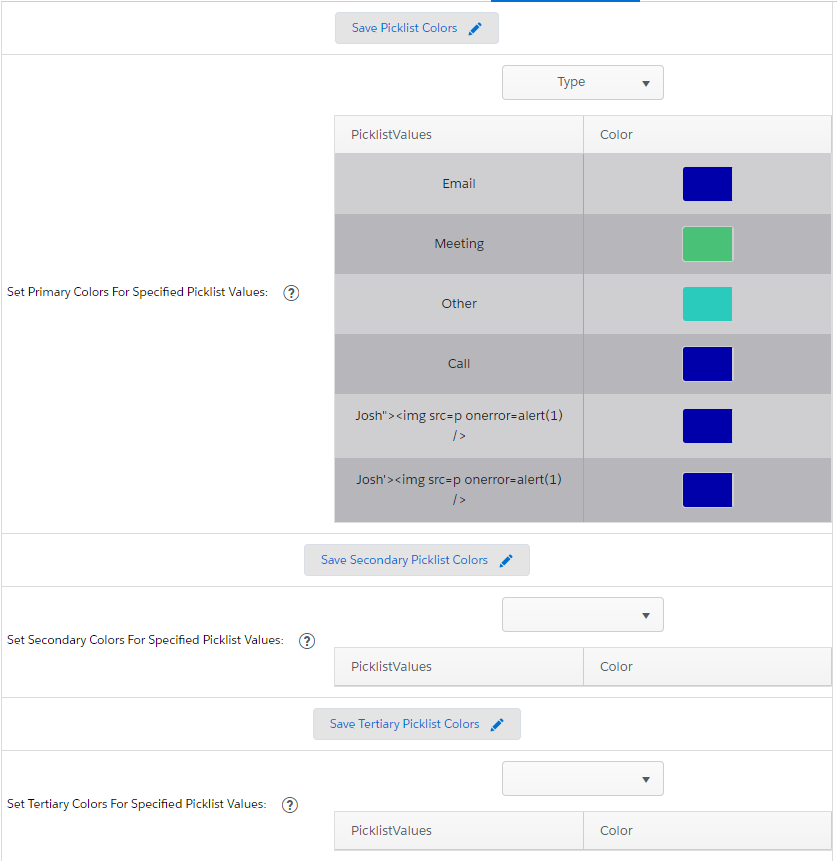 Save Picklist Colors
Type
PicklistValues Color
Email
Meeting
Set Primary Colors For Specified Picklist Values: ?
Other
Call
Josh"><img src=p onerror=alert(1)
/>
Josh'><img src=p onerror=alert(1)
/>
Save Secondary Picklist Colors
Set Secondary Colors For Specified Picklist Values: ?
PicklistValues Color
Save Tertiary Picklist Colors
Set Tertiary Colors For Specified Picklist Values: ?
PicklistValues Color